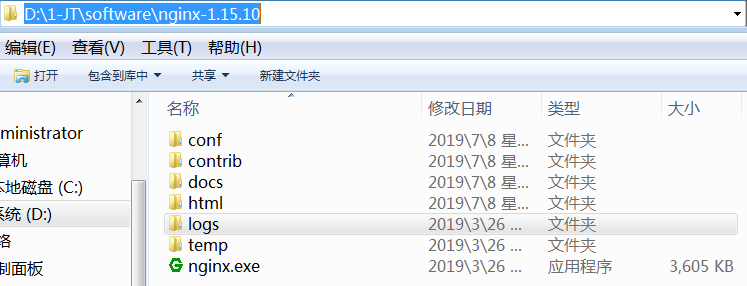 D:\1-JT\software\nginx-1.15.10
编辑(E) 查看(V) 工具(T) 帮助(H)
打开 包含到库中 共享 新建文件夹
名称 修改日期 类型 大小
ministrator
算机
本地磁盘 (C:)
系统 (D:)
络
制面板
conf 2019\7\8 星... 文件夹
contrib 2019\7\8 星... 文件夹
docs 2019\7\8 星... 文件夹
html 2019\7\8 星... 文件夹
logs 2019\3\26 ... 文件夹
temp 2019\3\26 ... 文件夹
nginx.exe 2019\3\26 ... 应用程序 3,605 KB